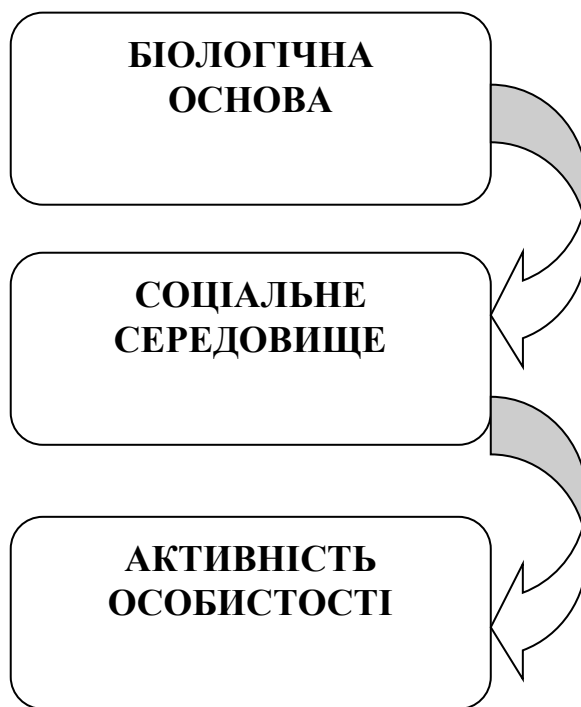 БІОЛОГІЧНА
ОСНОВА
СОЦІАЛЬНЕ
СЕРЕДОВИЩЕ
АКТИВНІСТЬ
ОСОБИСТОСТІ